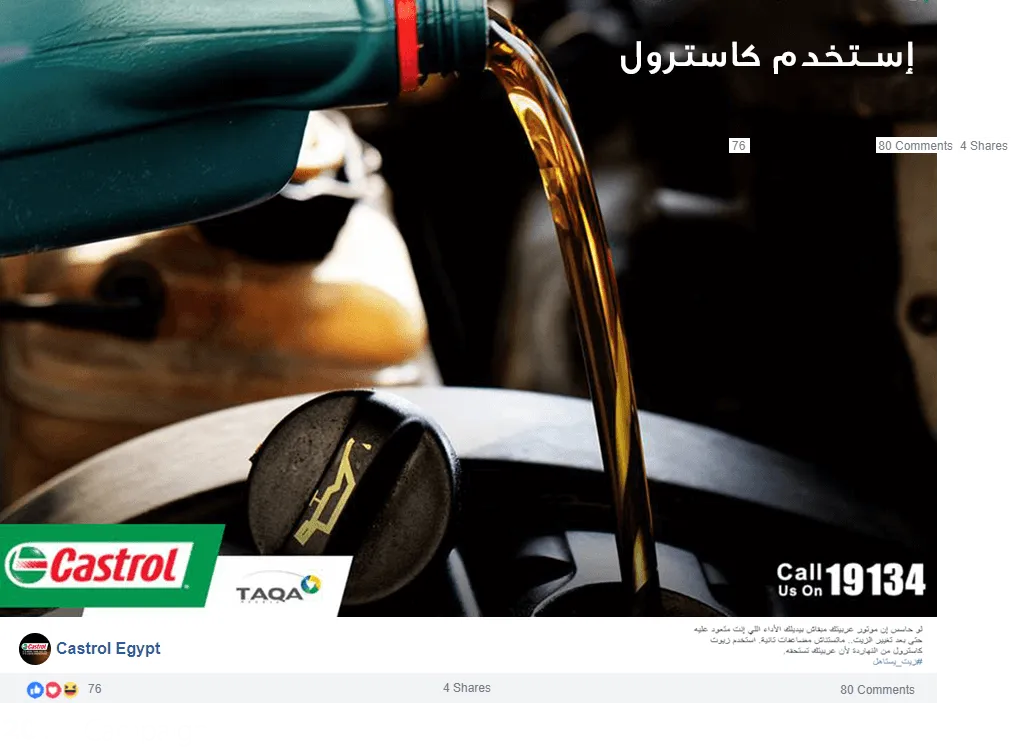 إستخدم كاسترول
76
80 Comments 4 Shares
Castrol
TAQA
Call
Us On 19134
Castrol Egypt
لو حاسس إن موتور عربيتك مبقاش بيديلك الأداء اللي إنت متعود عليه
حتى بعد تغيير الزيت.. ماتستناش مضاعفات تانية. استخدم زيوت
كاسترول من النهاردة لأن عربيتك تستحقه.
#زيت_يستاهل
76
4 Shares
80 Comments